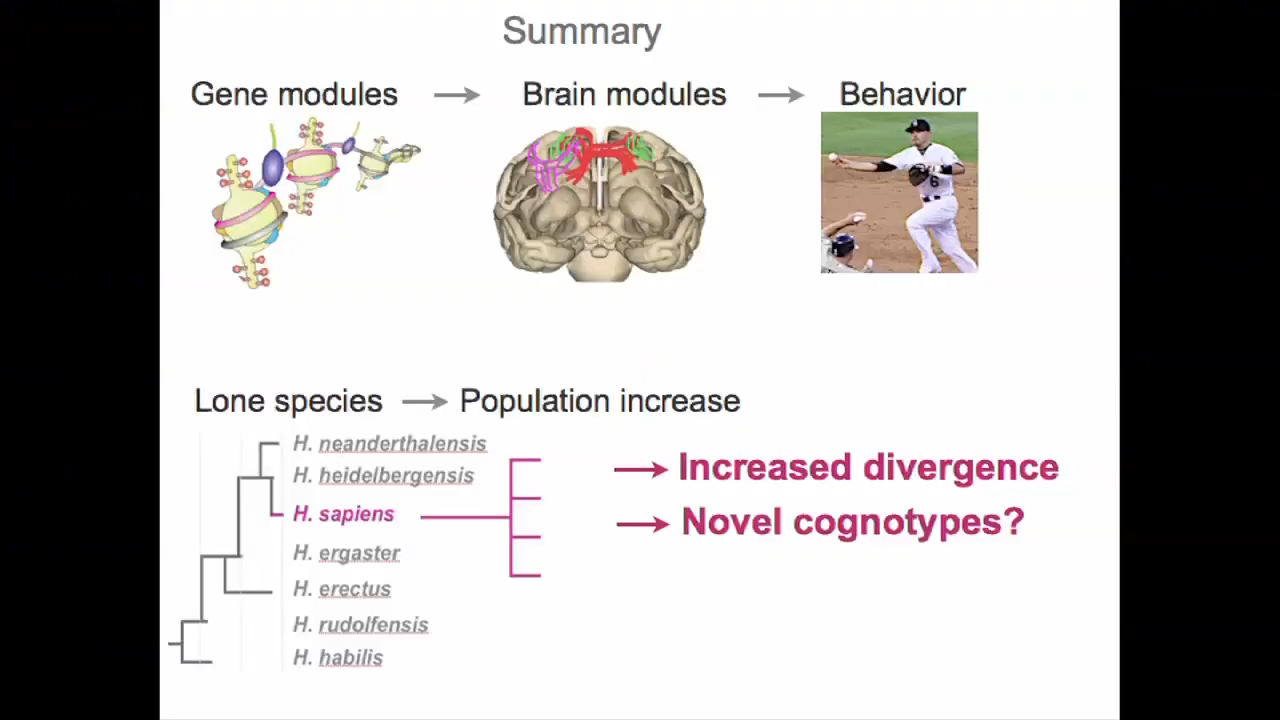 Summary
Gene modules → Brain modules → Behavior
6
Lone species → Population increase
H. neanderthalensis
H. heidelbergensis
H. sapiens
H. ergaster
H. erectus
H. rudolfensis
H. habilis
→ Increased divergence
→ Novel cognotypes?